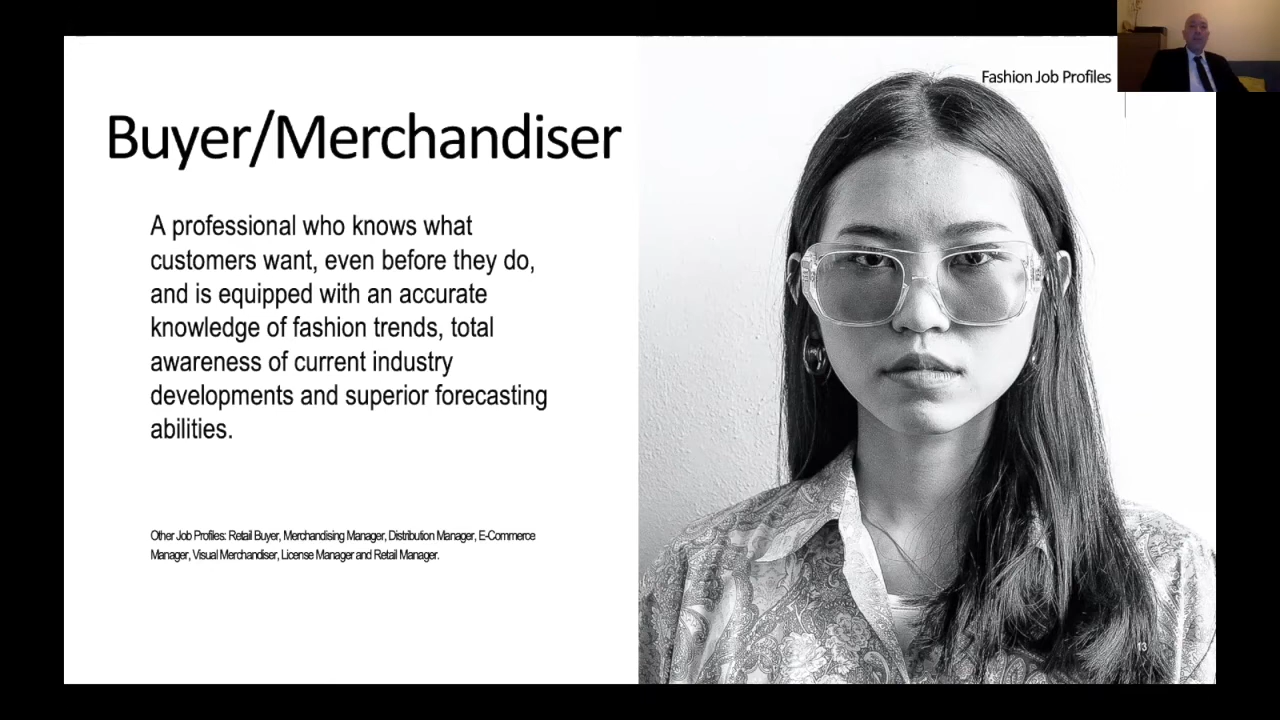 Fashion Job Profiles
Buyer/Merchandiser
A professional who knows what
customers want, even before they do,
and is equipped with an accurate
knowledge of fashion trends, total
awareness of current industry
developments and superior forecasting
abilities.
Other Job Profiles: Retail Buyer, Merchandising Manager, Distribution Manager, E-Commerce
Manager, Visual Merchandiser, License Manager and Retail Manager.
13